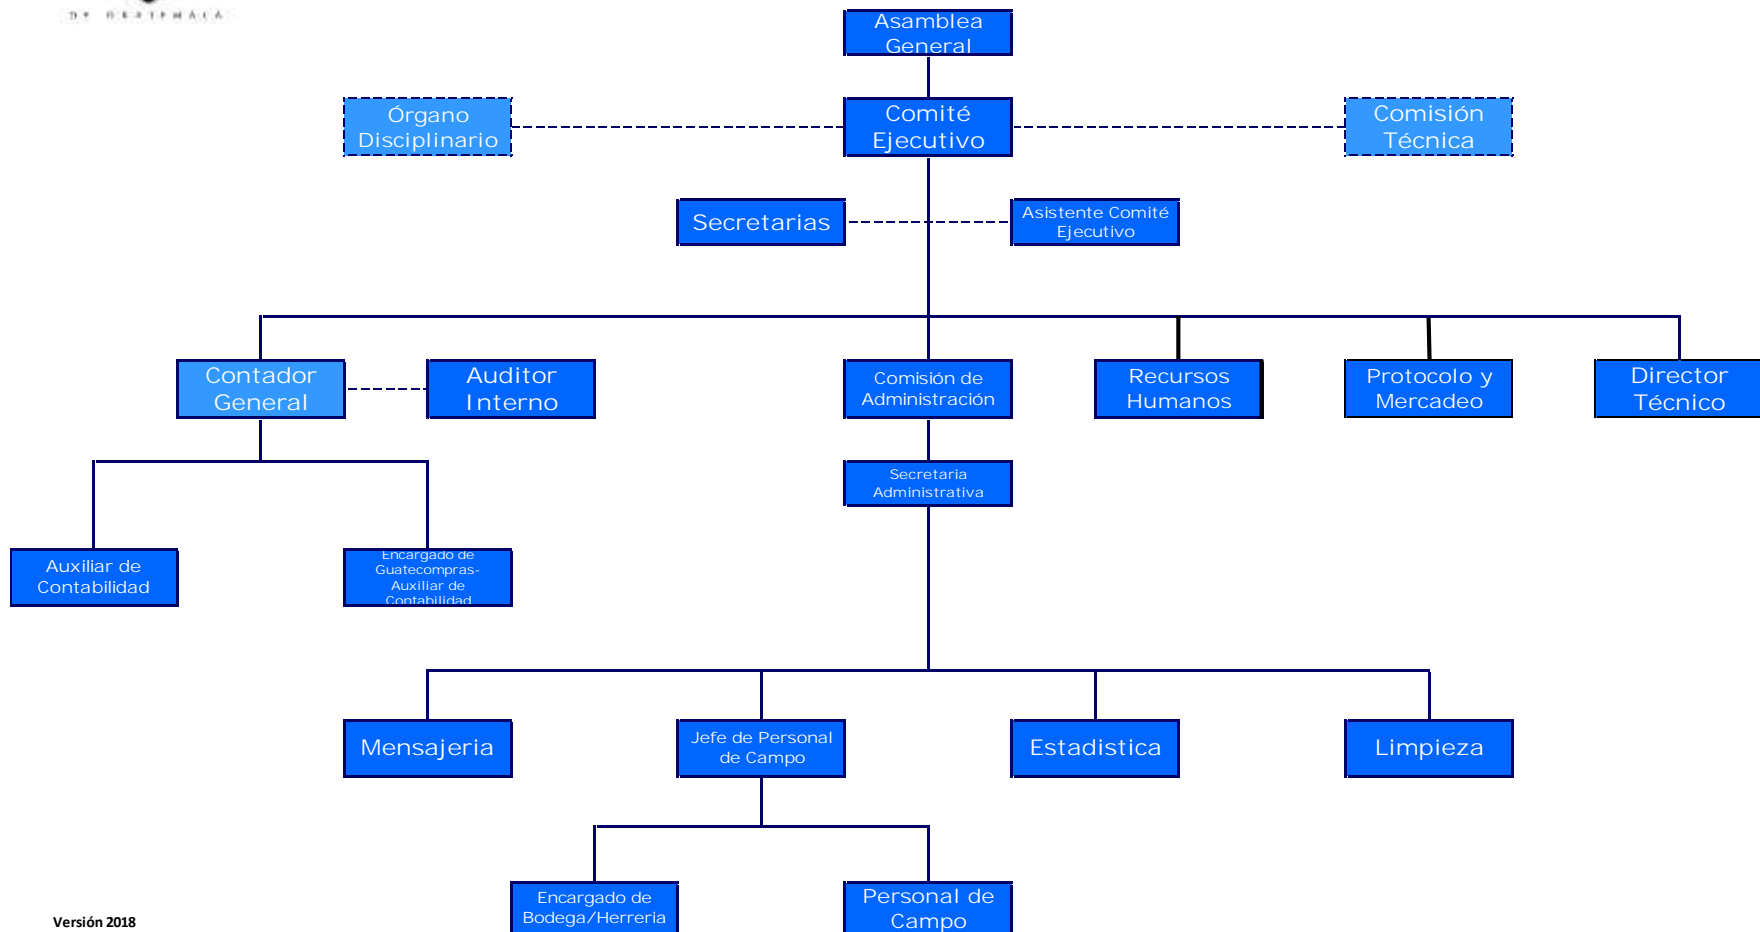 DE GUATEMALA
Asamblea
General
Órgano
Disciplinario
Comité
Ejecutivo
Comisión
Técnica
Secretarias
Asistente Comité
Ejecutivo
Contador
General
Auditor
Interno
Comisión de
Administración
Recursos
Humanos
Protocolo y
Mercadeo
Director
Técnico
Secretaria
Administrativa
Auxiliar de
Contabilidad
Encargado de
Guatecompras-
Auxiliar de
Contabilidad
Mensajeria
Jefe de Personal
de Campo
Estadistica
Limpieza
Encargado de
Bodega/Herreria
Personal de
Campo
Versión 2018